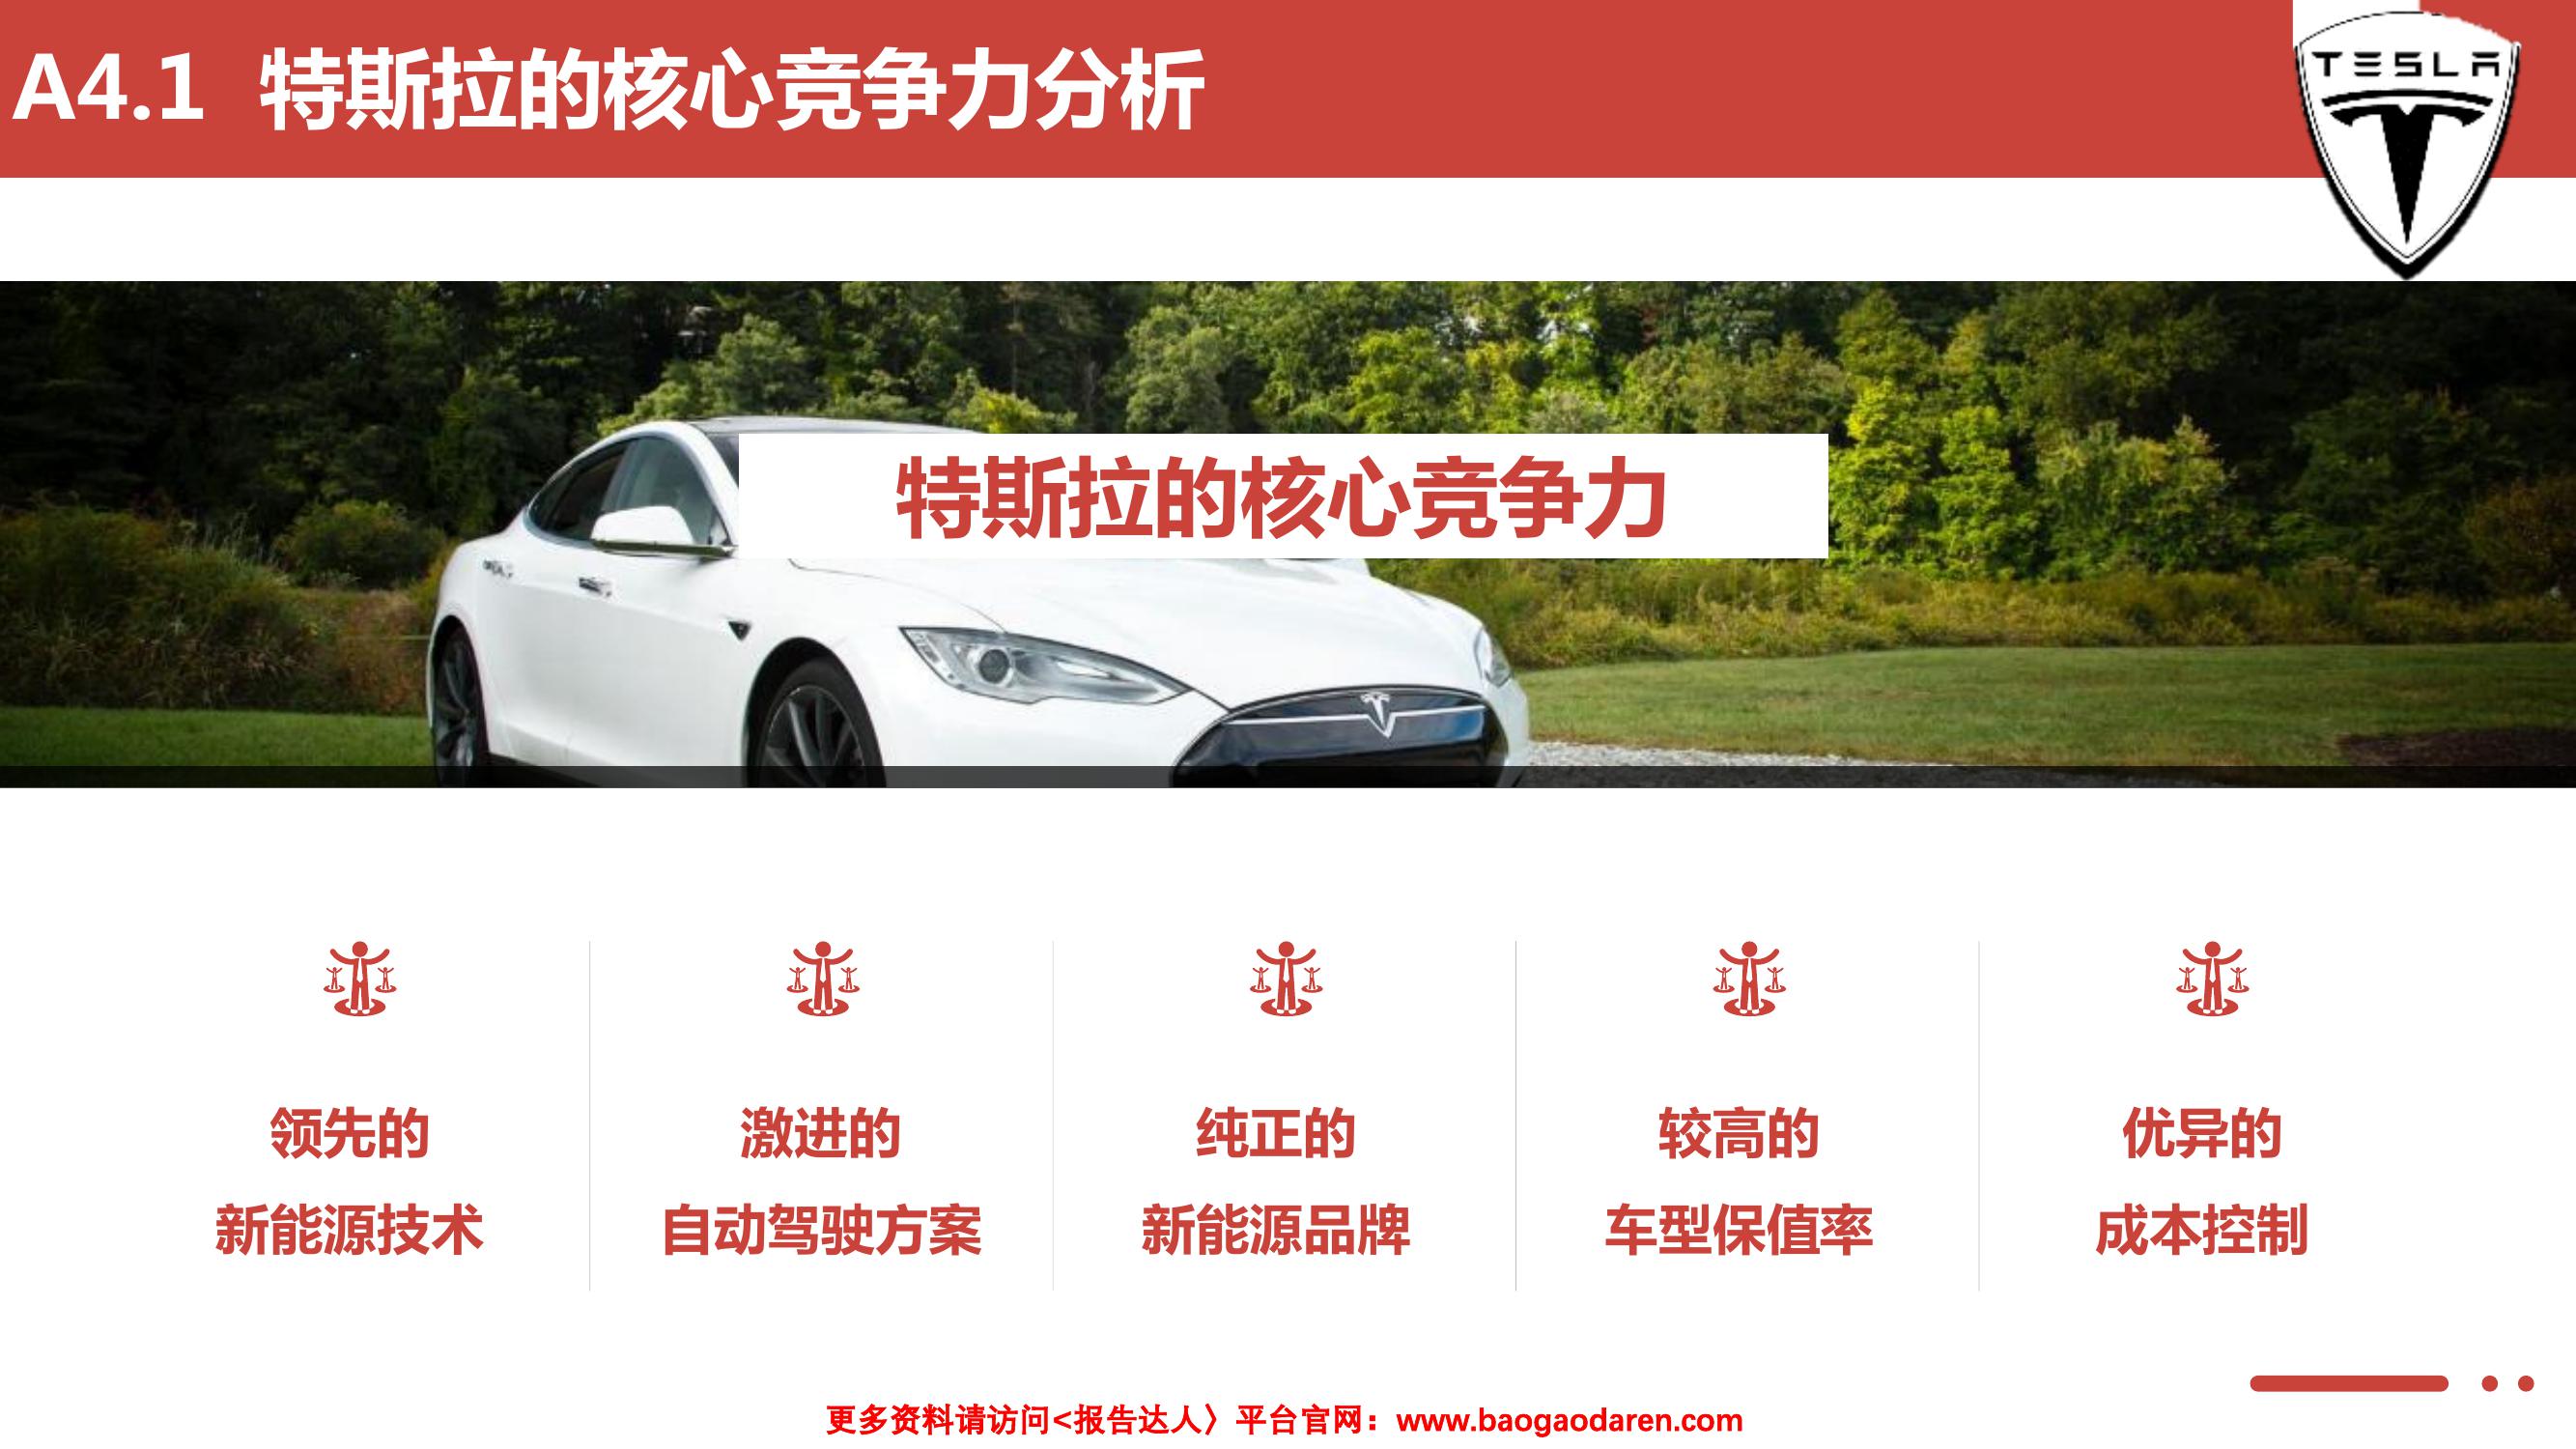 A4.1 特斯拉的核心竞争力分析
TESLA
特斯拉的核心竞争力
领先的
新能源技术
激进的
自动驾驶方案
纯正的
新能源品牌
较高的
车型保值率
优异的
成本控制
更多资料请访问<报告达人〉平台官网：www.baogaodaren.com